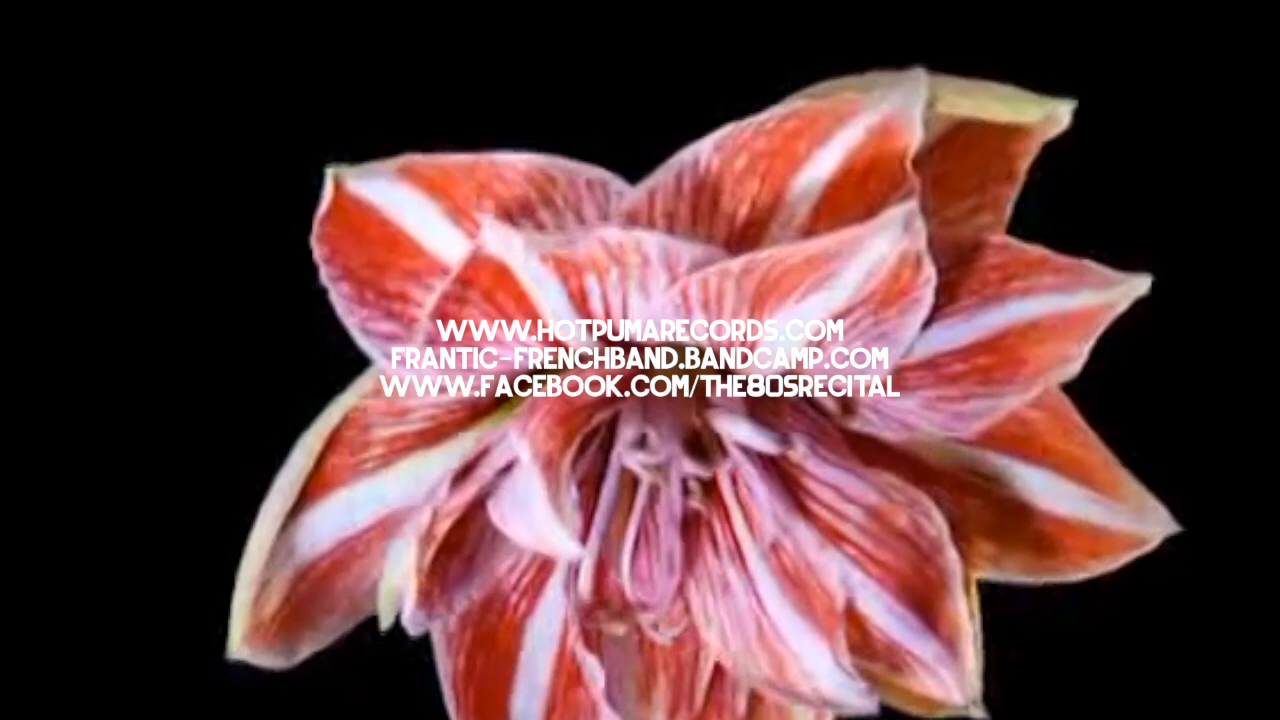 WWW.HOTPUMARECORDS.COM
FRANTIC-FRENCHBAND.BANDCAMP.COM
WWW.FACEBOOK.COM/THE80SRECITAL